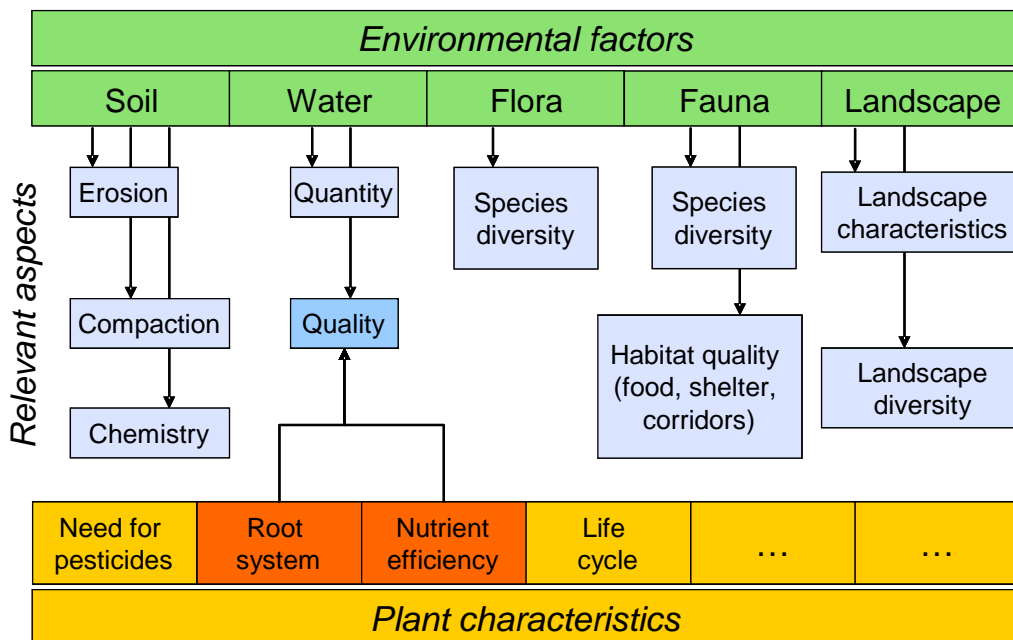 Environmental factors
Soil
Water
Flora
Fauna
Landscape
Relevant aspects
Erosion
Quantity
Species
diversity
Species
diversity
Landscape
characteristics
Compaction
Quality
Habitat quality
(food, shelter,
corridors)
Landscape
diversity
Chemistry
Need for
pesticides
Root
system
Nutrient
efficiency
Life
cycle
…
…
Plant characteristics